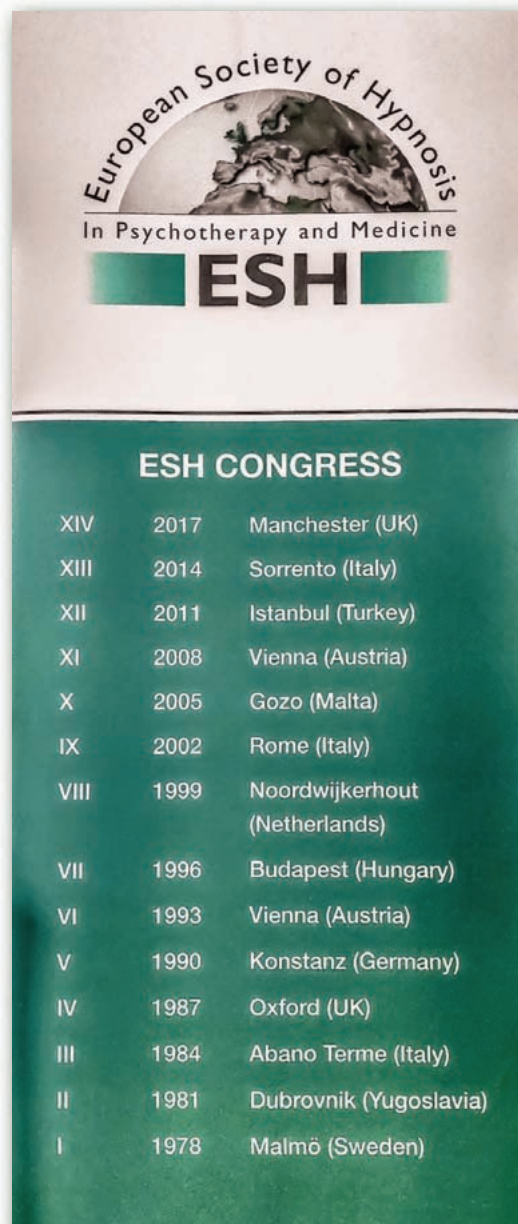 European Society of Hypnosis
In Psychotherapy and Medicine
ESH
ESH CONGRESS
XIV 2017 Manchester (UK)
XIII 2014 Sorrento (Italy)
XII 2011 Istanbul (Turkey)
XI 2008 Vienna (Austria)
X 2005 Gozo (Malta)
IX 2002 Rome (Italy)
VIII 1999 Noordwijkerhout
(Netherlands)
VII 1996 Budapest (Hungary)
VI 1993 Vienna (Austria)
V 1990 Konstanz (Germany)
IV 1987 Oxford (UK)
III 1984 Abano Terme (Italy)
II 1981 Dubrovnik (Yugoslavia)
I 1978 Malmö (Sweden)